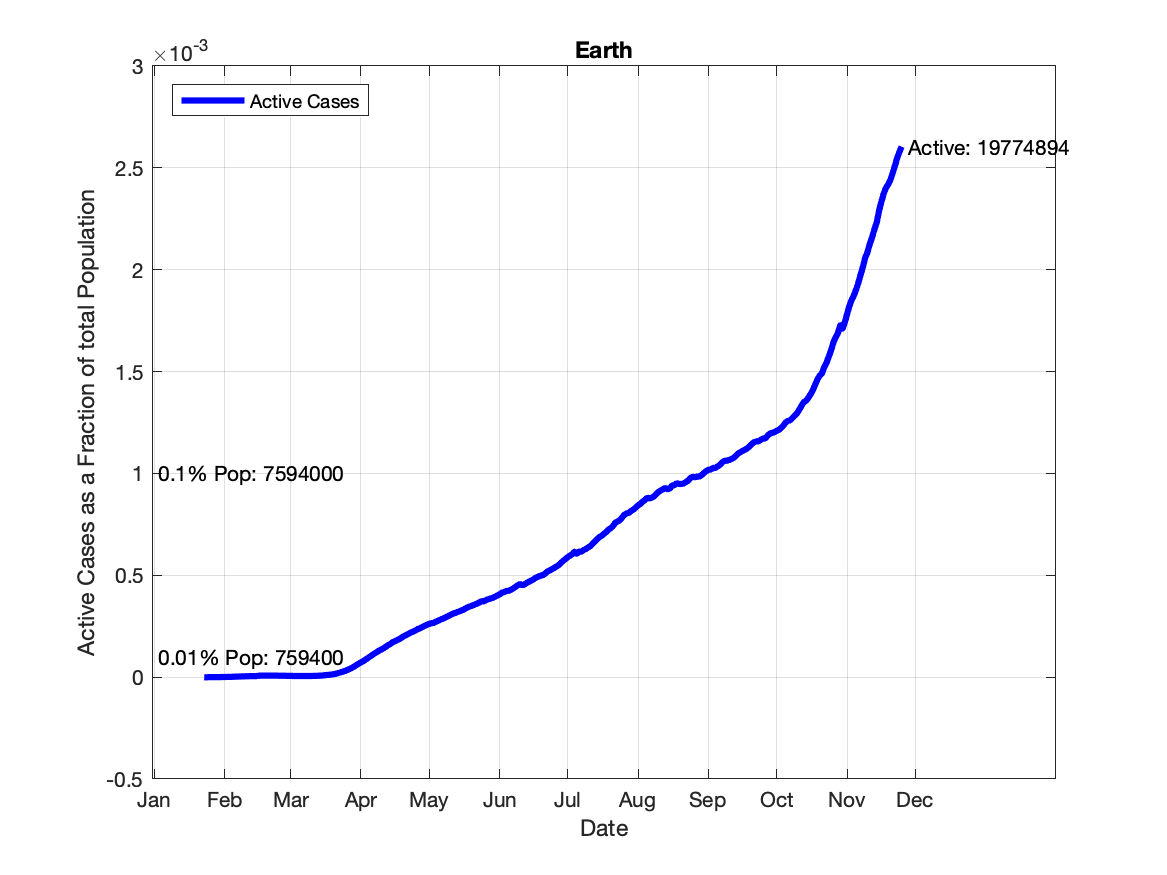 Earth
×10-3
3
2.5
2
1.5
1
0.5
0
-0.5
Active Cases as a Fraction of total Population
Active Cases
Active: 19774894
0.1% Pop: 7594000
0.01% Pop: 759400
Jan Feb Mar Apr May Jun Jul Aug Sep Oct Nov Dec
Date